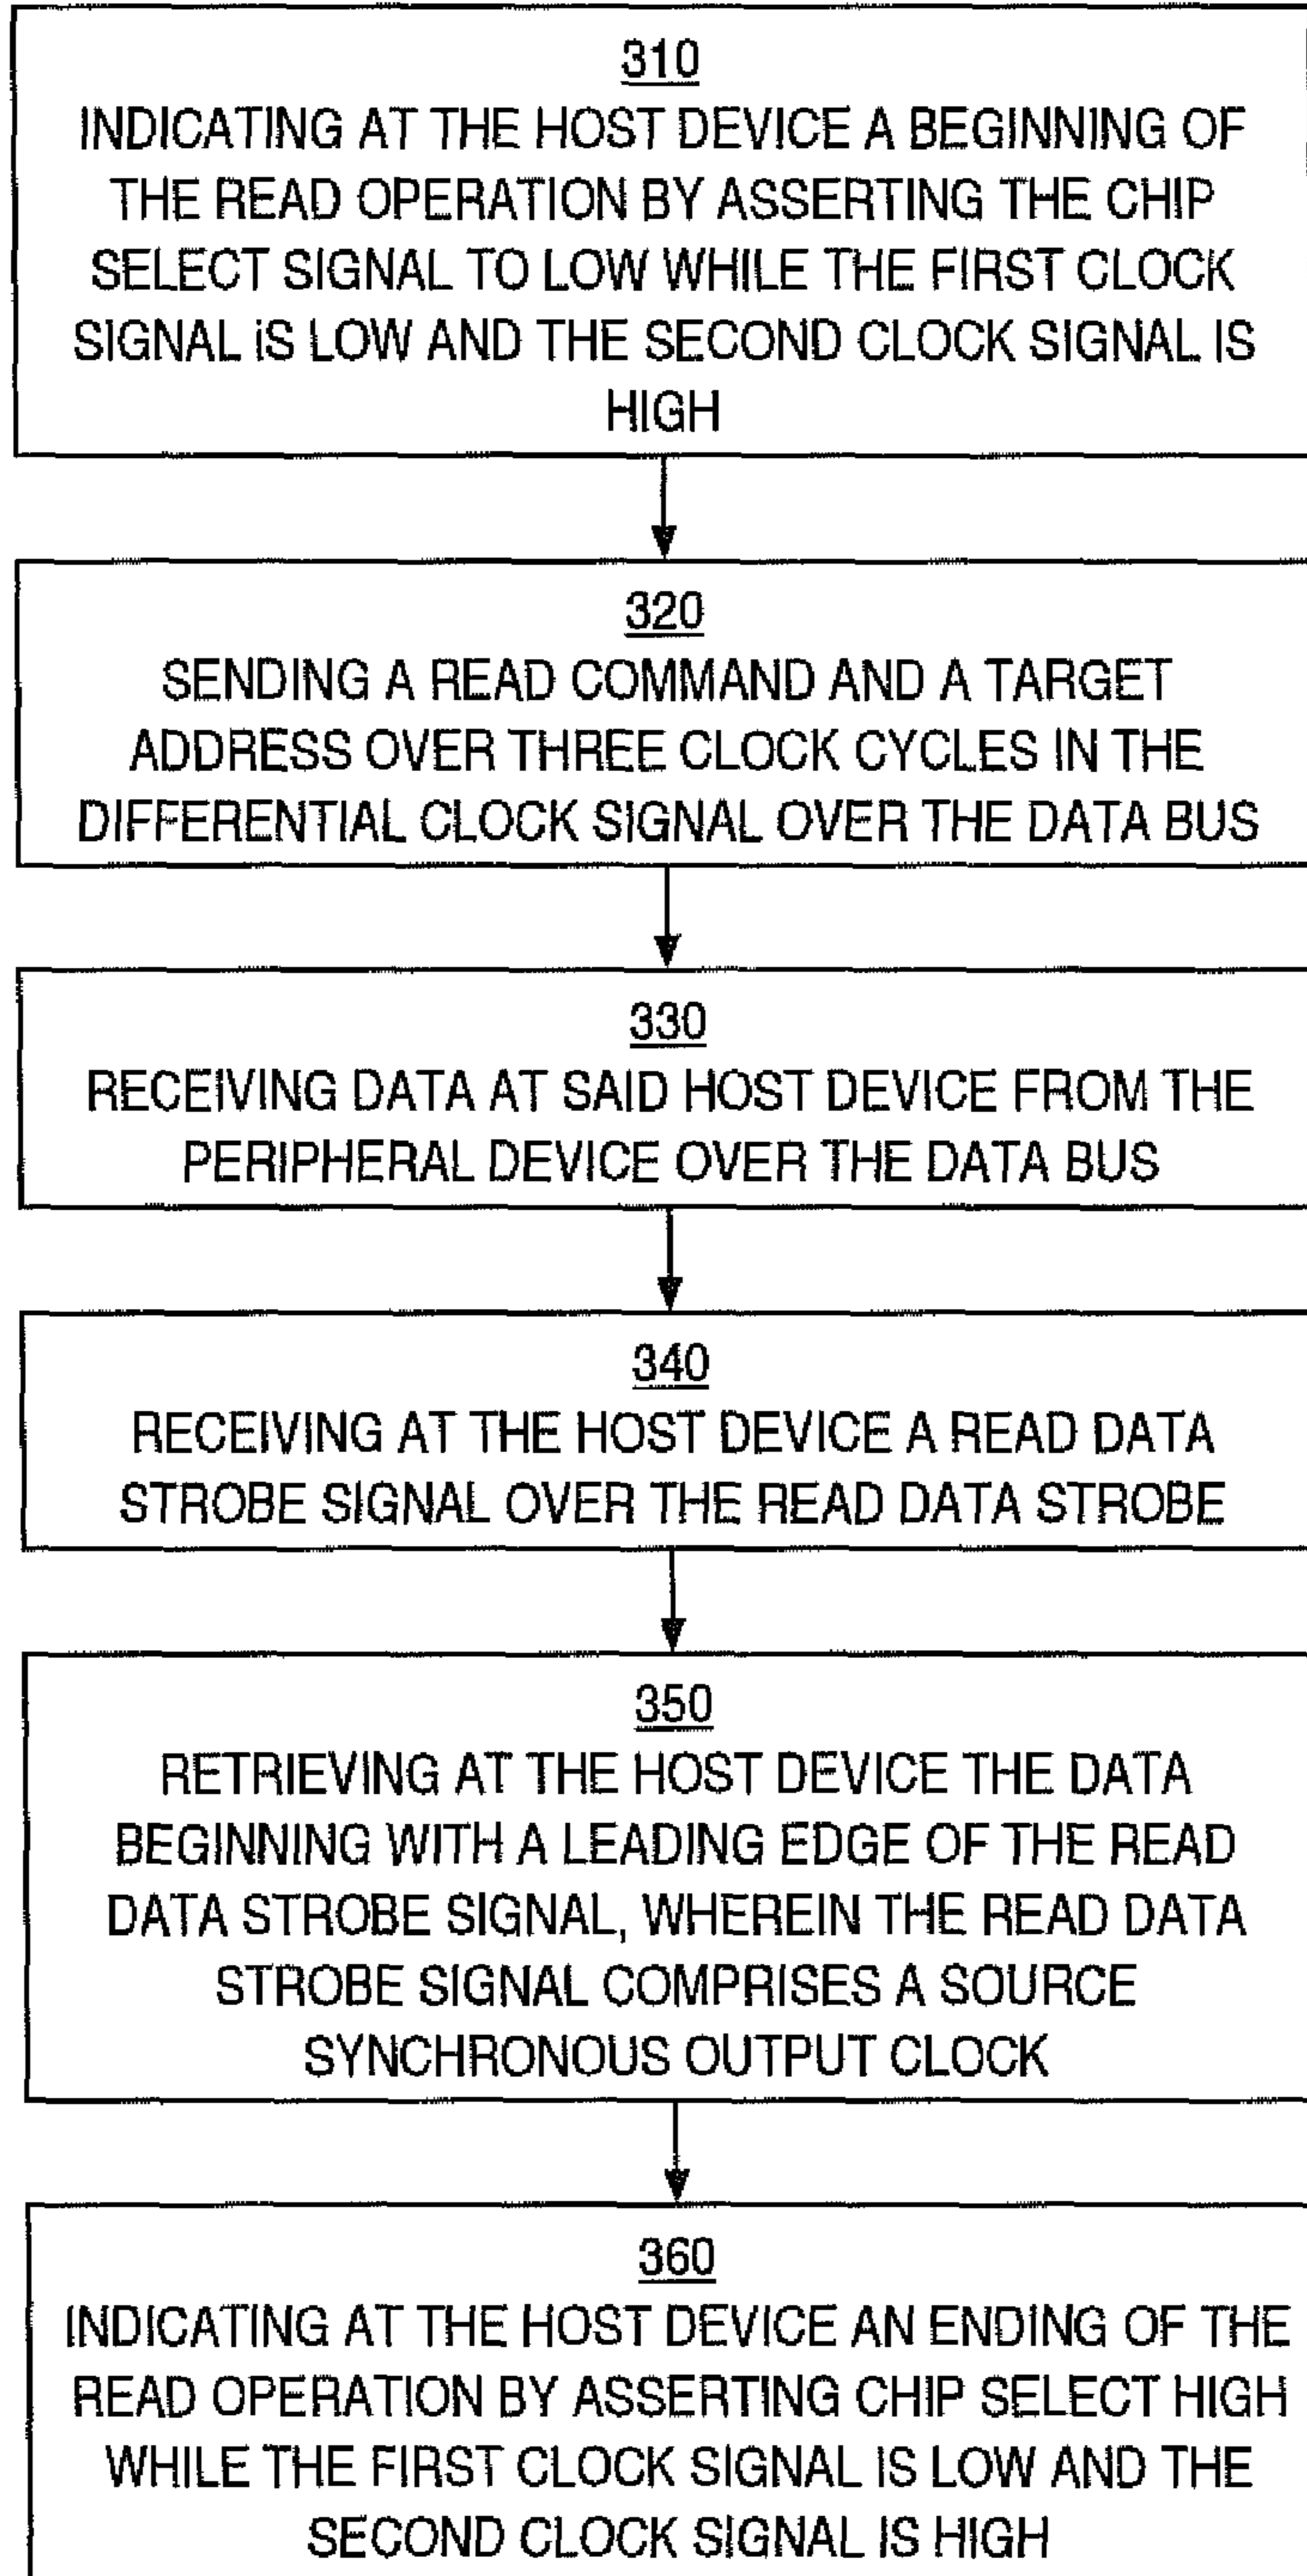 310
INDICATING AT THE HOST DEVICE A BEGINNING OF
THE READ OPERATION BY ASSERTING THE CHIP
SELECT SIGNAL TO LOW WHILE THE FIRST CLOCK
SIGNAL iS LOW AND THE SECOND CLOCK SIGNAL IS
HIGH
320
SENDING A READ COMMAND AND A TARGET
ADDRESS OVER THREE CLOCK CYCLES IN THE
DIFFERENTIAL CLOCK SIGNAL OVER THE DATA BUS
330
RECEIVING DATA AT SAID HOST DEVICE FROM THE
PERIPHERAL DEVICE OVER THE DATA BUS
340
RECEIVING AT THE HOST DEVICE A READ DATA
STROBE SIGNAL OVER THE READ DATA STROBE
350
RETRIEVING AT THE HOST DEVICE THE DATA
BEGINNING WITH A LEADING EDGE OF THE READ
DATA STROBE SIGNAL, WHEREIN THE READ DATA
STROBE SIGNAL COMPRISES A SOURCE
SYNCHRONOUS OUTPUT CLOCK
360
INDICATING AT THE HOST DEVICE AN ENDING OF THE
READ OPERATION BY ASSERTING CHIP SELECT HIGH
WHILE THE FIRST CLOCK SIGNAL IS LOW AND THE
SECOND CLOCK SIGNAL IS HIGH